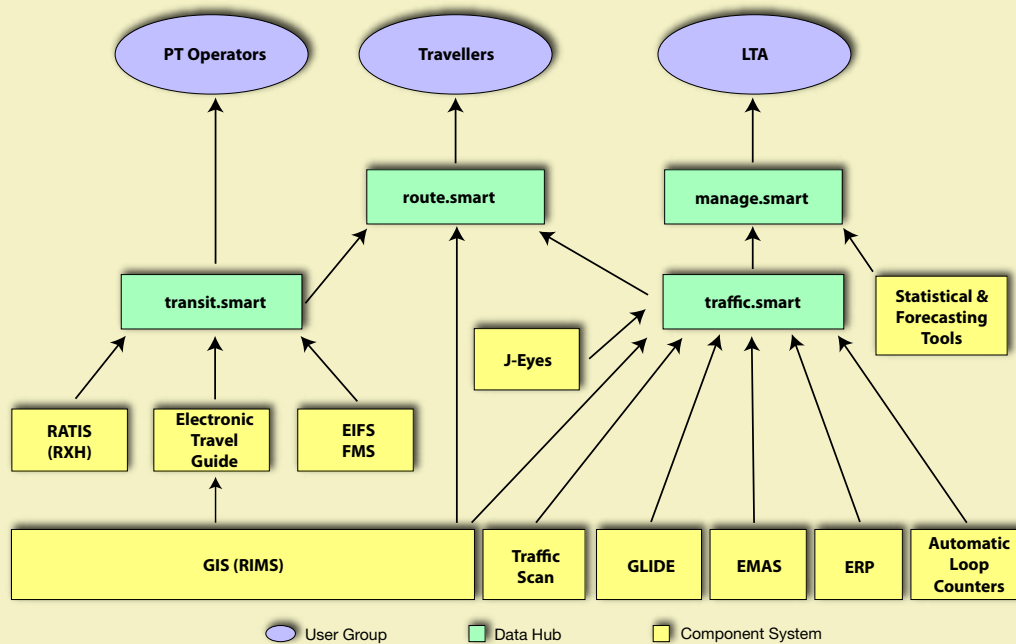 PT Operators
Travellers
LTA
route.smart
manage.smart
transit.smart
traffic.smart
Statistical &
Forecasting
Tools
J-Eyes
RATIS
(RXH)
Electronic
Travel
Guide
EIFS
FMS
GIS (RIMS)
Traffic
Scan
GLIDE
EMAS
ERP
Automatic
Loop
Counters
User Group
Data Hub
Component System